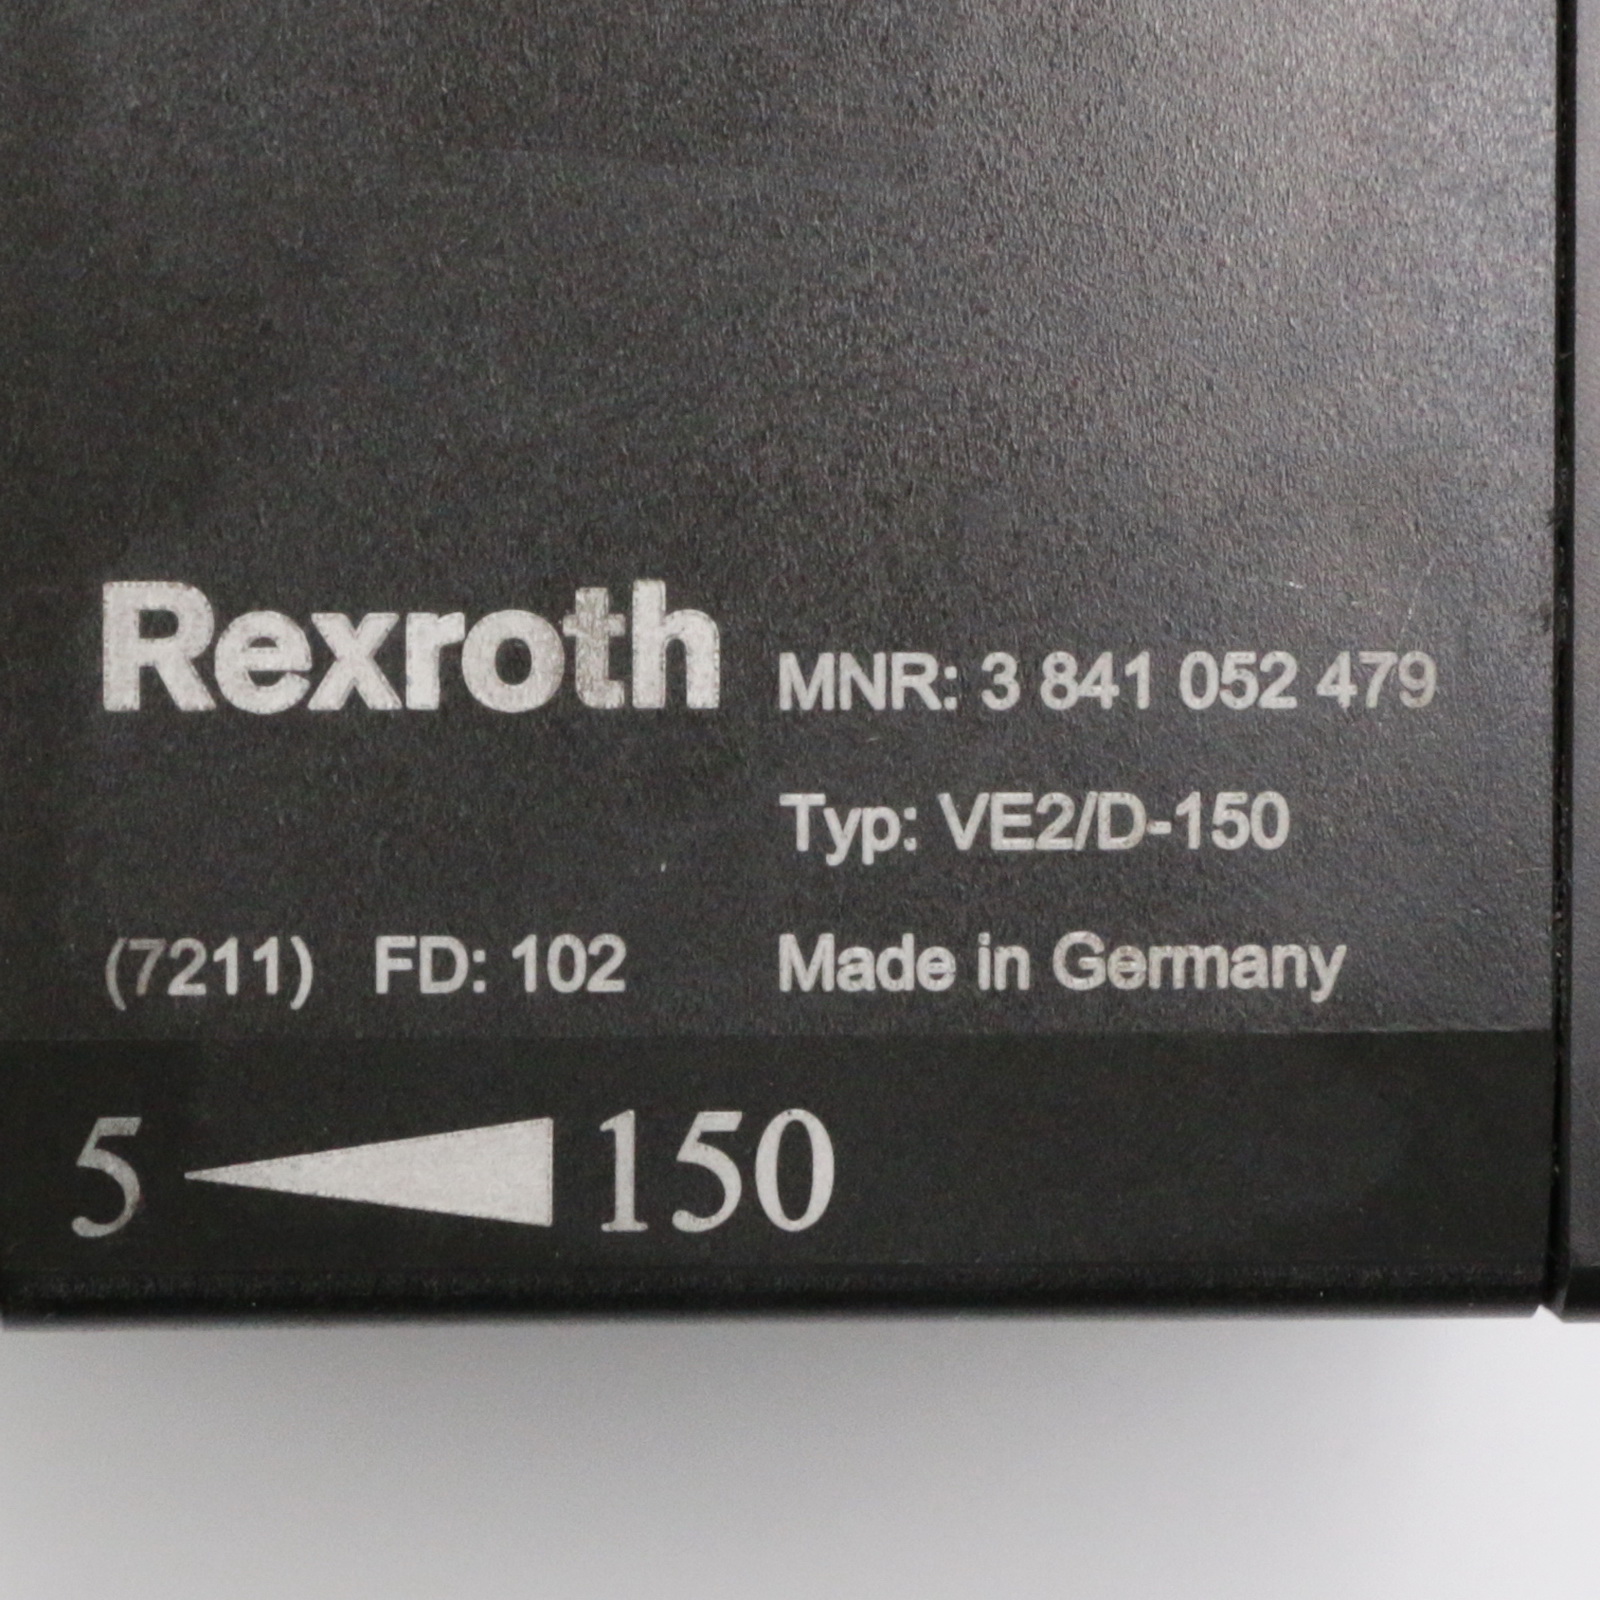 Rexroth MNR: 3 841 052 479
Typ: VE2/D-150
(7211) FD: 102 Made in Germany
5 150